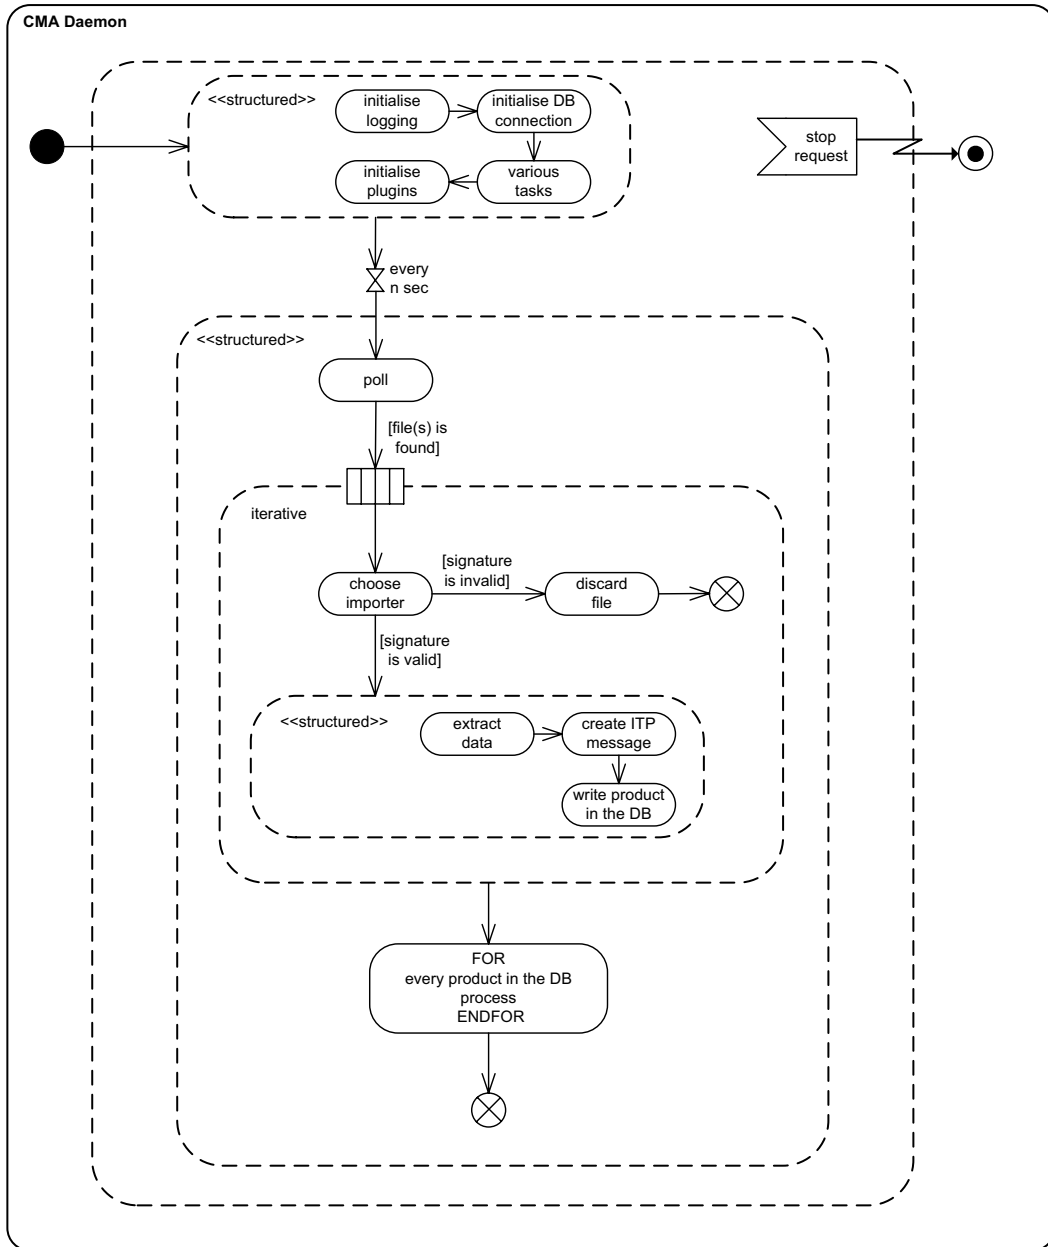 CMA Daemon
<<structured>>
initialise
logging
initialise DB
connection
initialise
plugins
various
tasks
stop
request
every
n sec
<<structured>>
poll
[file(s) is
found]
iterative
choose
importer
[signature
is invalid]
discard
file
[signature
is valid]
<<structured>>
extract
data
create ITP
message
write product
in the DB
FOR
every product in the DB
process
ENDFOR